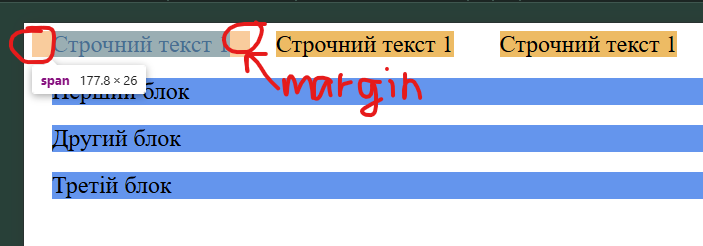 Строчний текст 1 Строчний текст 1 Строчний текст 1
span 177.8 × 26
margin
Перший блок
Другий блок
Третій блок